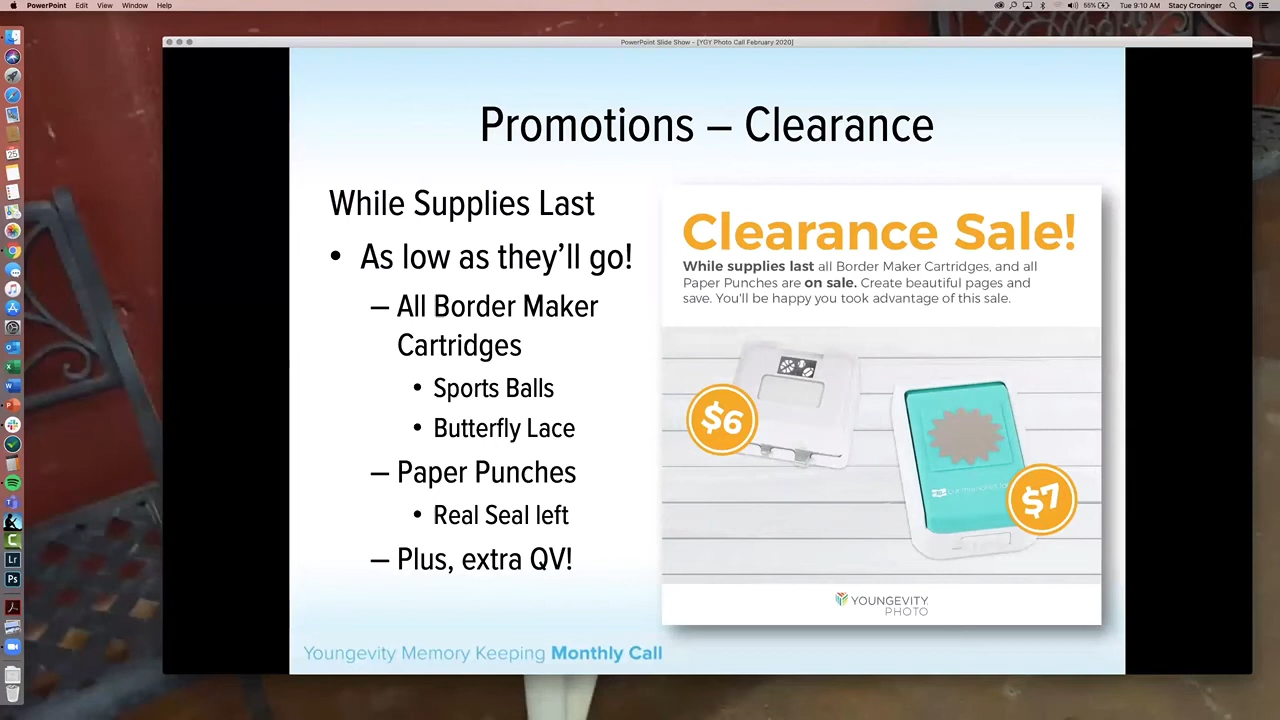 PowerPoint Edit View Window Help
55% Tue 9:10 AM Stacy Croninger
PowerPoint Slide Show - [YGY Photo Call February 2020]
Promotions – Clearance
While Supplies Last
• As low as they'll go!
– All Border Maker
Cartridges
• Sports Balls
• Butterfly Lace
– Paper Punches
• Real Seal left
– Plus, extra QV!
Clearance Sale!
While supplies last all Border Maker Cartridges, and all
Paper Punches are on sale. Create beautiful pages and
save. You'll be happy you took advantage of this sale.
$6
$7
YOUNGEVITY
PHOTO
Youngevity Memory Keeping Monthly Call
25
Lr
Ps